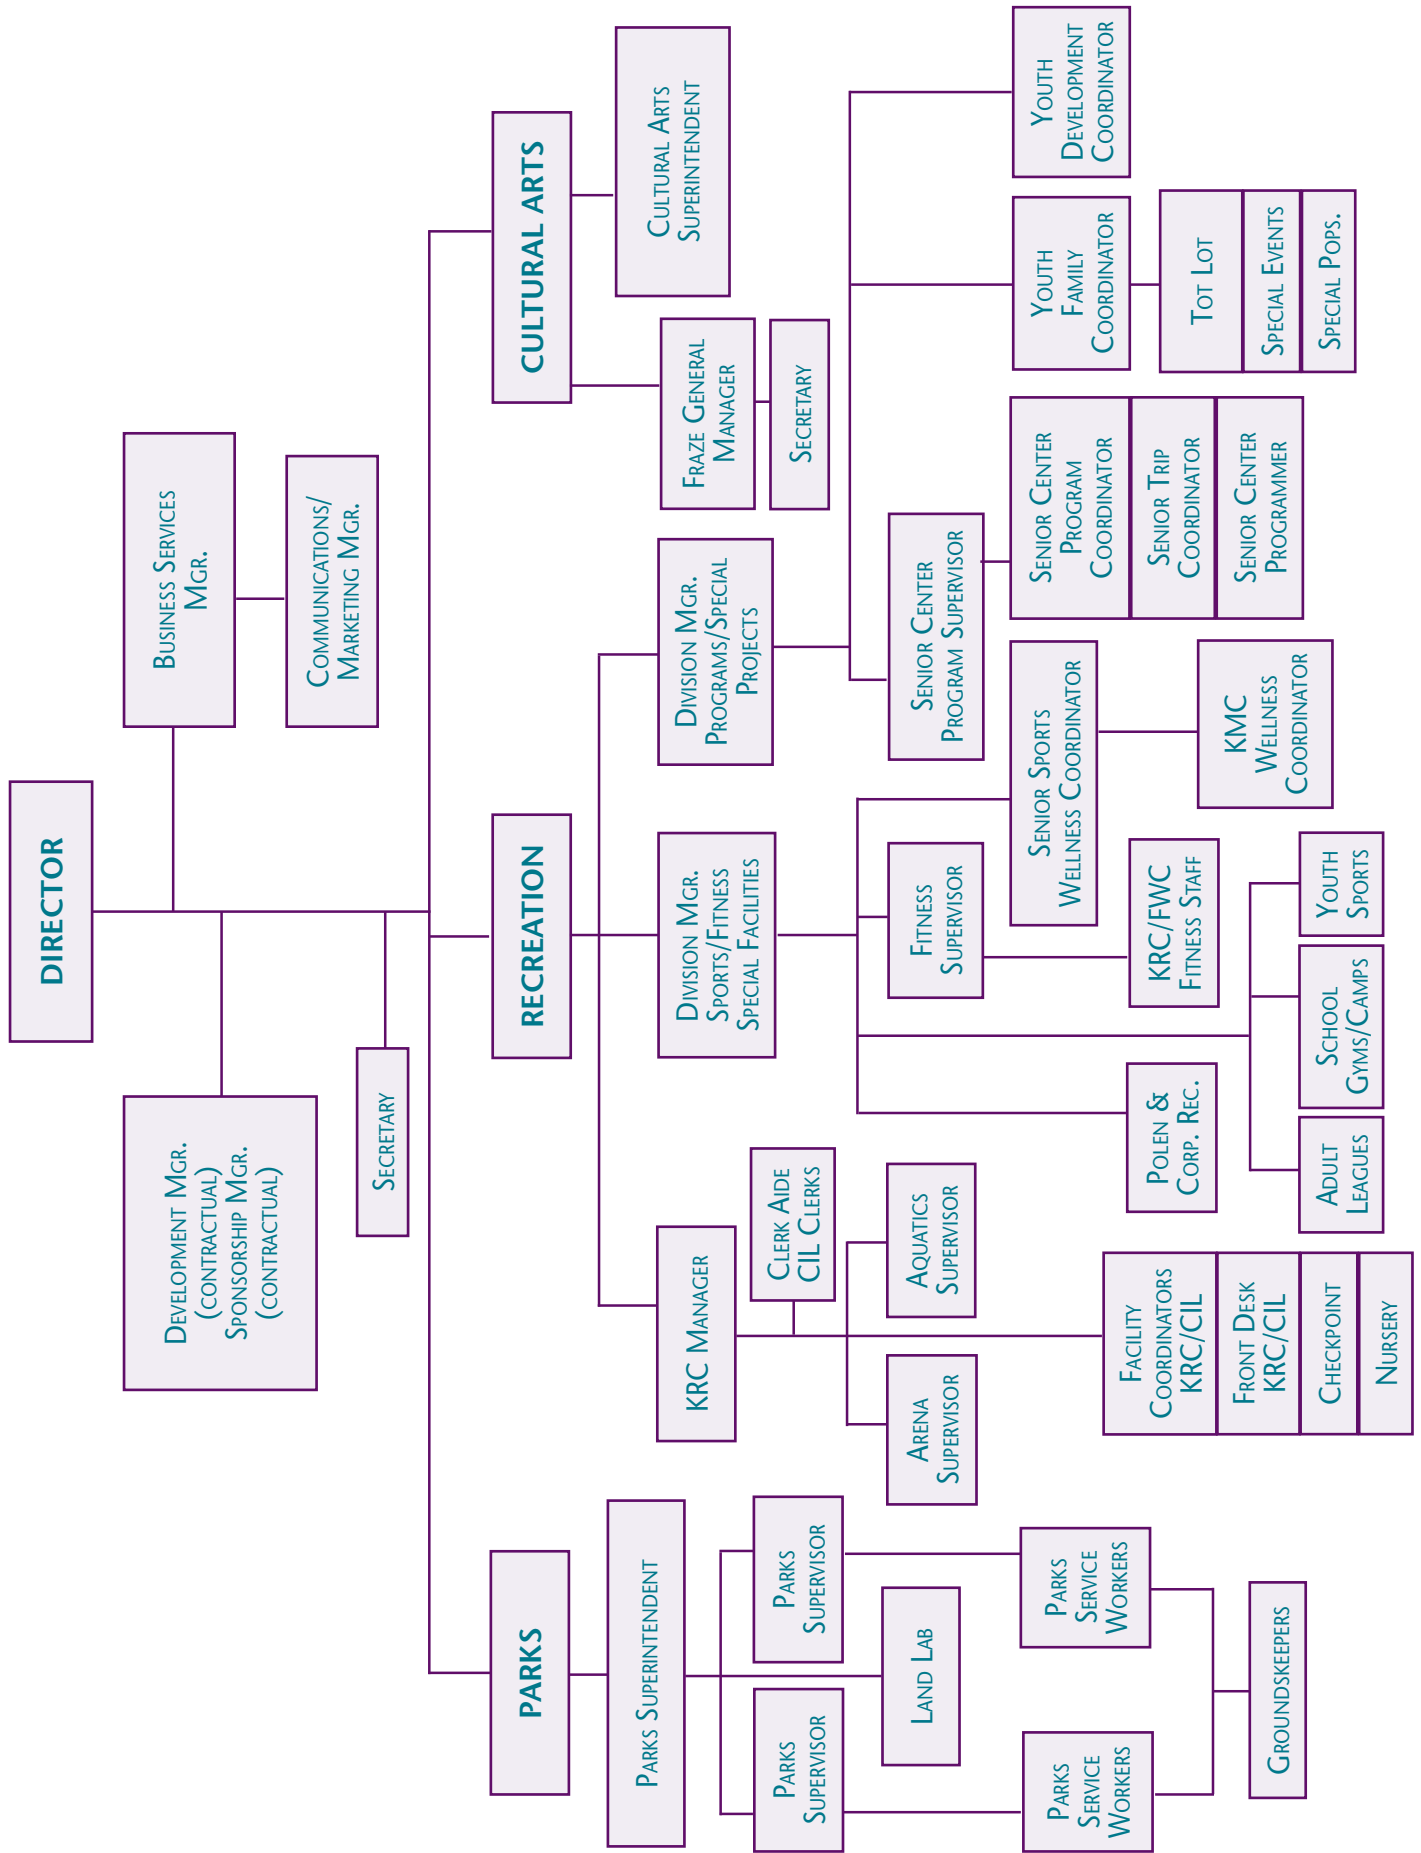 DIRECTOR
BUSINESS SERVICES
MGR.
COMMUNICATIONS/
MARKETING MGR.
DEVELOPMENT MGR.
(CONTRACTUAL)
SPONSORSHIP MGR.
(CONTRACTUAL)
SECRETARY
PARKS
RECREATION
CULTURAL ARTS
PARKS SUPERINTENDENT
PARKS
SUPERVISOR
PARKS
SUPERVISOR
LAND LAB
PARKS
SERVICE
WORKERS
PARKS
SERVICE
WORKERS
GROUNDSKEEPERS
KRC MANAGER
CLERK AIDE
CIL CLERKS
ARENA
SUPERVISOR
AQUATICS
SUPERVISOR
FACILITY
COORDINATORS
KRC/CIL
FRONT DESK
KRC/CIL
CHECKPOINT
NURSERY
DIVISION MGR.
SPORTS/FITNESS
SPECIAL FACILITIES
POLEN &
CORP. REC.
ADULT
LEAGUES
SCHOOL
GYMS/CAMPS
YOUTH
SPORTS
FITNESS
SUPERVISOR
KRC/FWC
FITNESS STAFF
SENIOR SPORTS
WELLNESS COORDINATOR
KMC
WELLNESS
COORDINATOR
DIVISION MGR.
PROGRAMS/SPECIAL
PROJECTS
SENIOR CENTER
PROGRAM SUPERVISOR
SENIOR CENTER
PROGRAM
COORDINATOR
SENIOR TRIP
COORDINATOR
SENIOR CENTER
PROGRAMMER
YOUTH
FAMILY
COORDINATOR
TOT LOT
SPECIAL EVENTS
SPECIAL POPS.
YOUTH
DEVELOPMENT
COORDINATOR
FRAZE GENERAL
MANAGER
SECRETARY
CULTURAL ARTS
SUPERINTENDENT